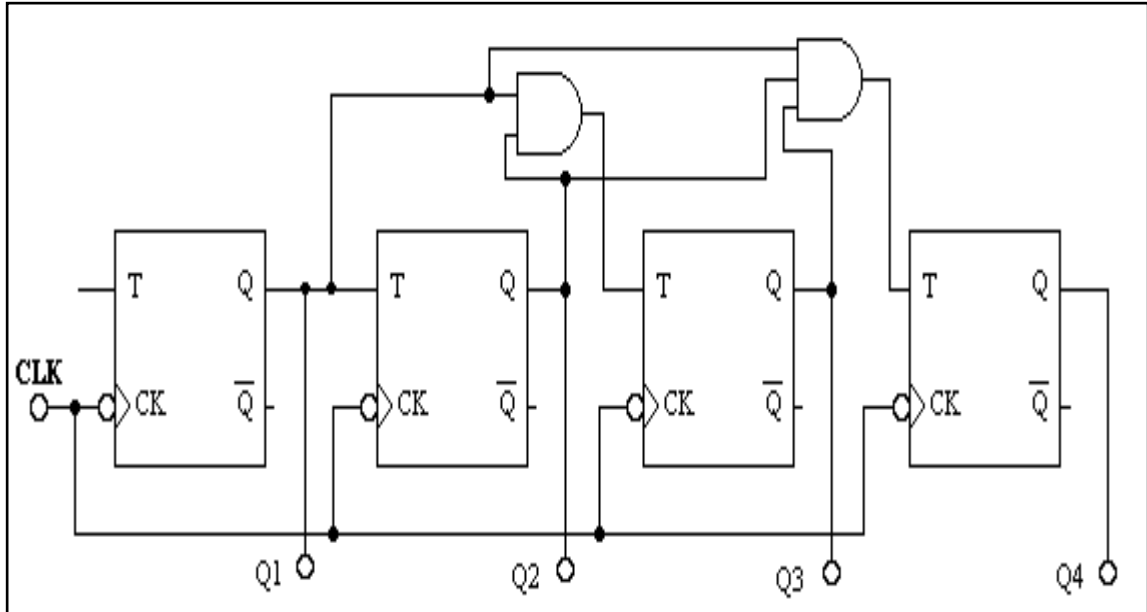 T Q T Q T Q T Q
CLK
CK Q̅ CK Q̅ CK Q̅ CK Q̅
Q1 Q2 Q3 Q4